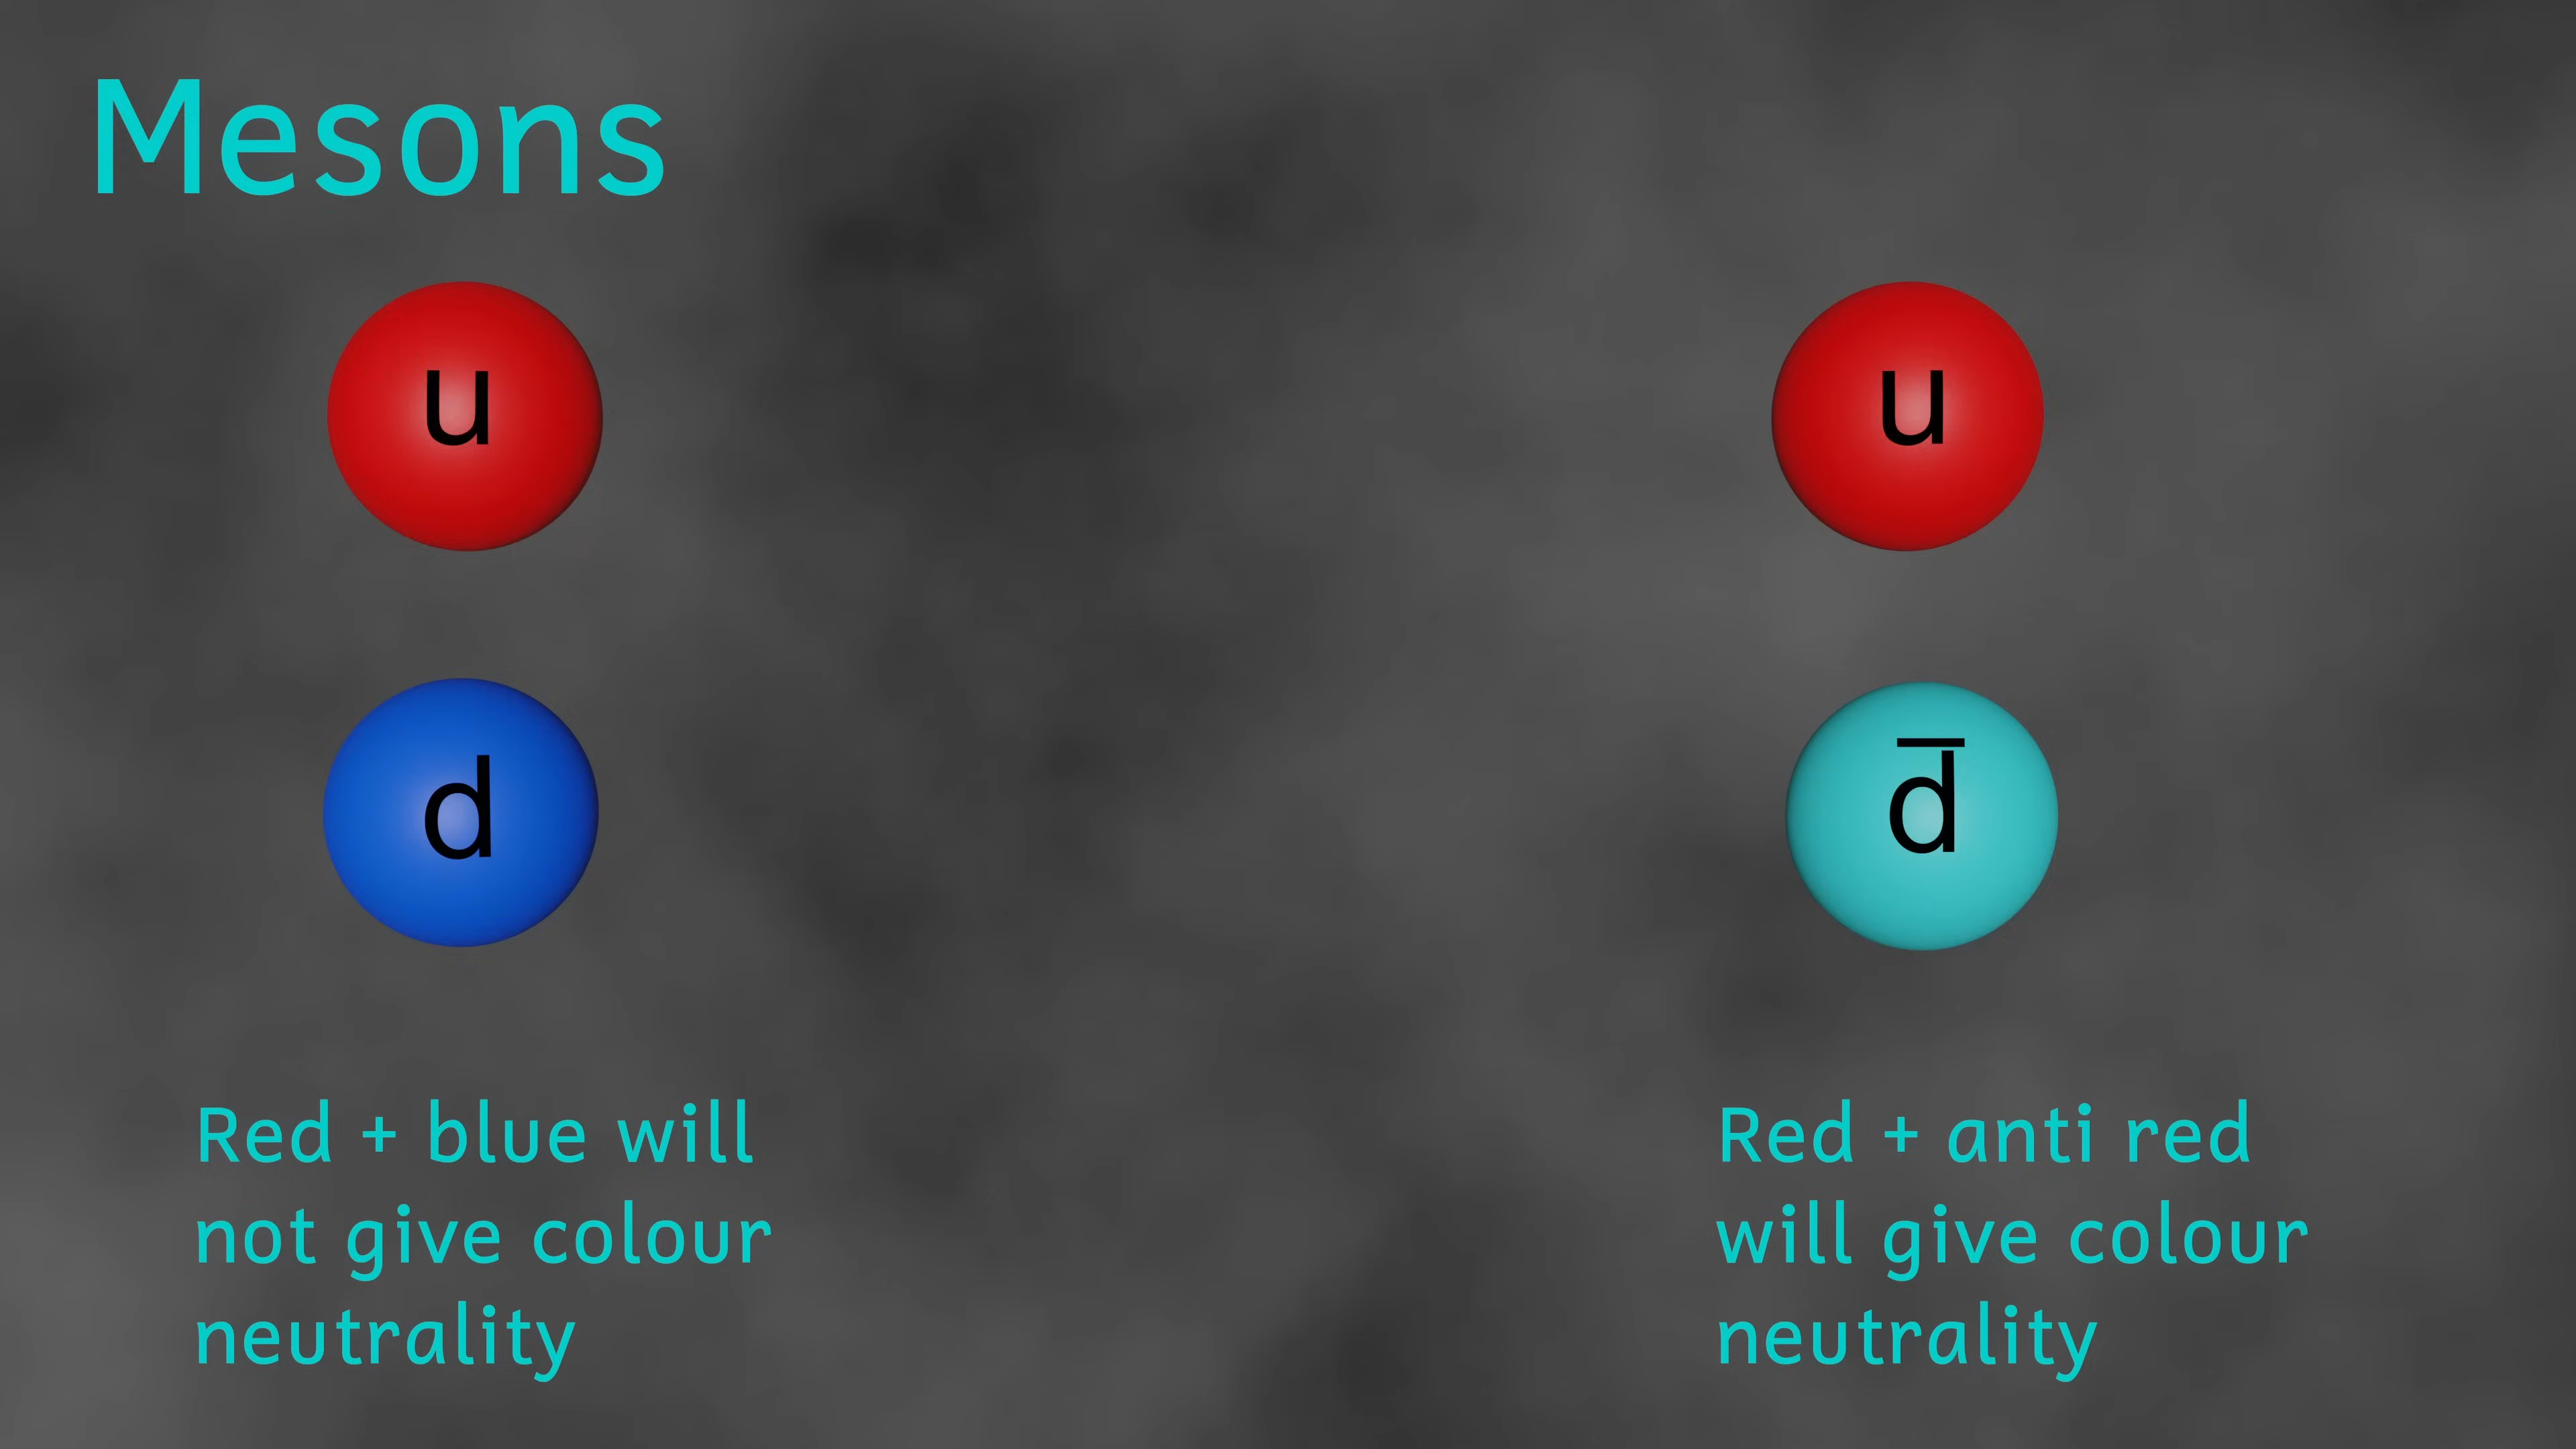 Mesons
u
u
d
d̅
Red + blue will
not give colour
neutrality
Red + anti red
will give colour
neutrality